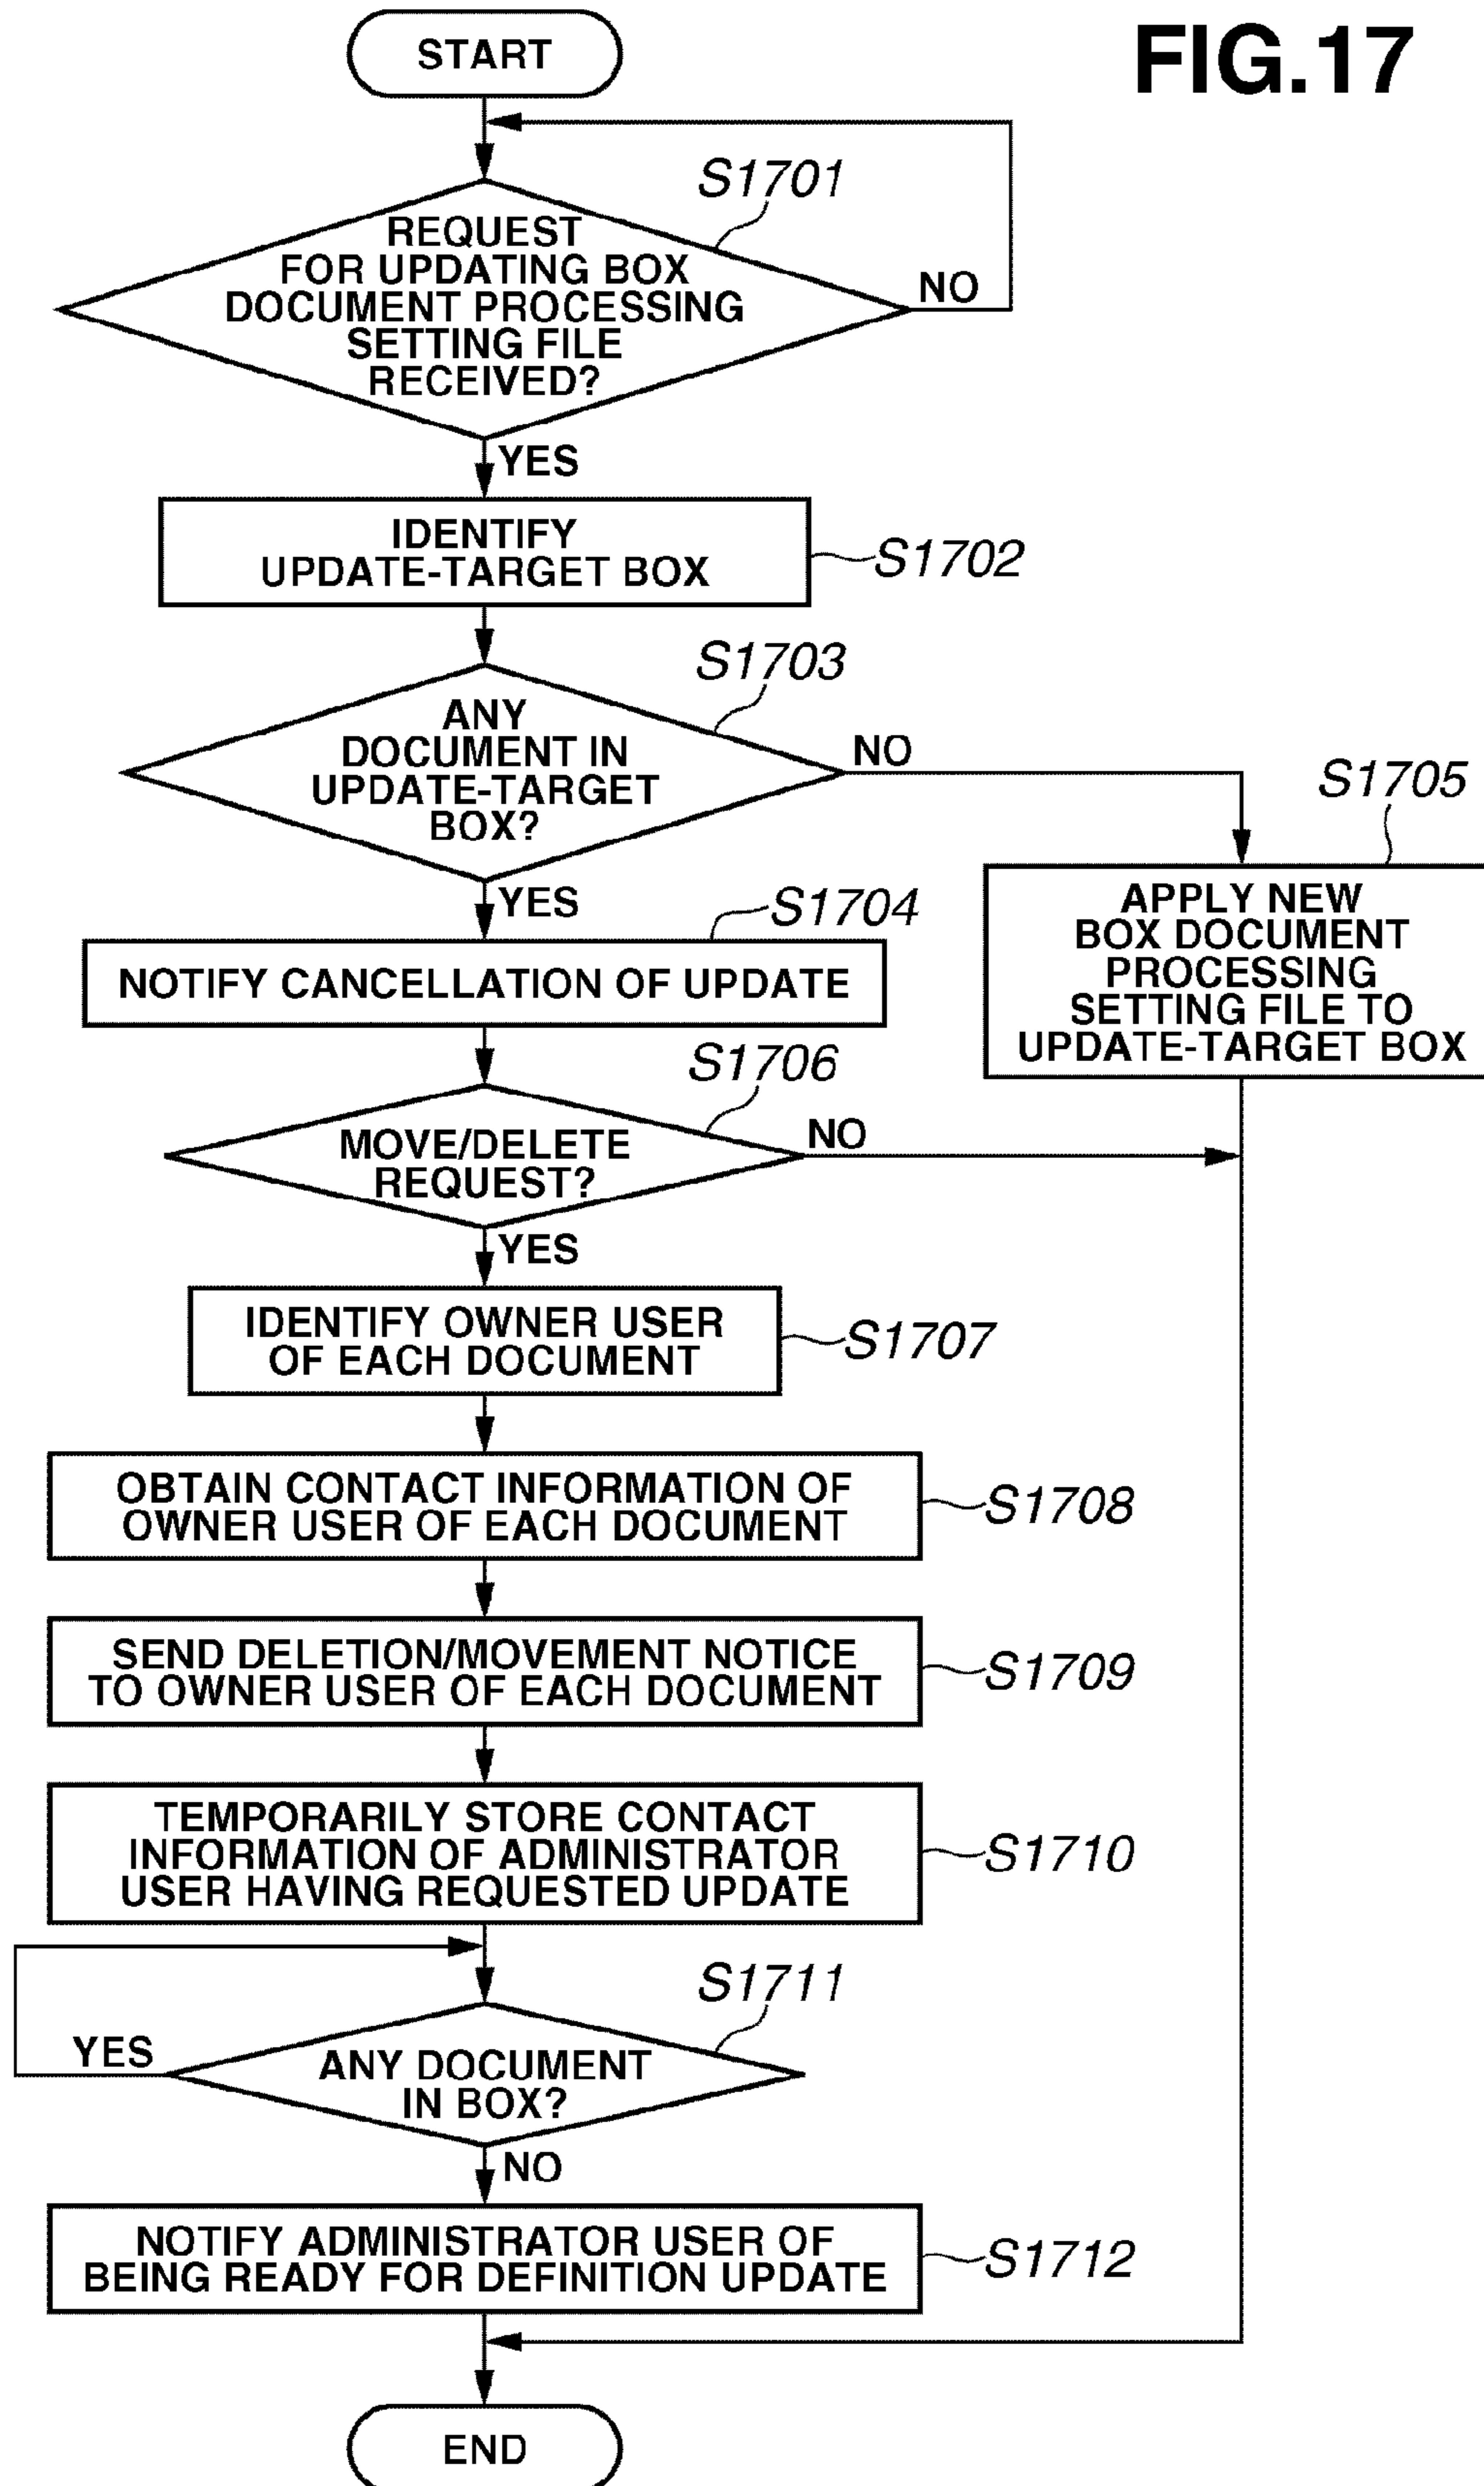 FIG.17
START
S1701
REQUEST
FOR UPDATING BOX
DOCUMENT PROCESSING
SETTING FILE
RECEIVED?
NO
YES
IDENTIFY
UPDATE-TARGET BOX
S1702
S1703
ANY
DOCUMENT IN
UPDATE-TARGET
BOX?
NO
YES
S1705
APPLY NEW
BOX DOCUMENT
PROCESSING
SETTING FILE TO
UPDATE-TARGET BOX
S1704
NOTIFY CANCELLATION OF UPDATE
S1706
MOVE/DELETE
REQUEST?
NO
YES
IDENTIFY OWNER USER
OF EACH DOCUMENT
S1707
OBTAIN CONTACT INFORMATION OF
OWNER USER OF EACH DOCUMENT
S1708
SEND DELETION/MOVEMENT NOTICE
TO OWNER USER OF EACH DOCUMENT
S1709
TEMPORARILY STORE CONTACT
INFORMATION OF ADMINISTRATOR
USER HAVING REQUESTED UPDATE
S1710
S1711
YES
ANY DOCUMENT
IN BOX?
NO
NOTIFY ADMINISTRATOR USER OF
BEING READY FOR DEFINITION UPDATE
S1712
END